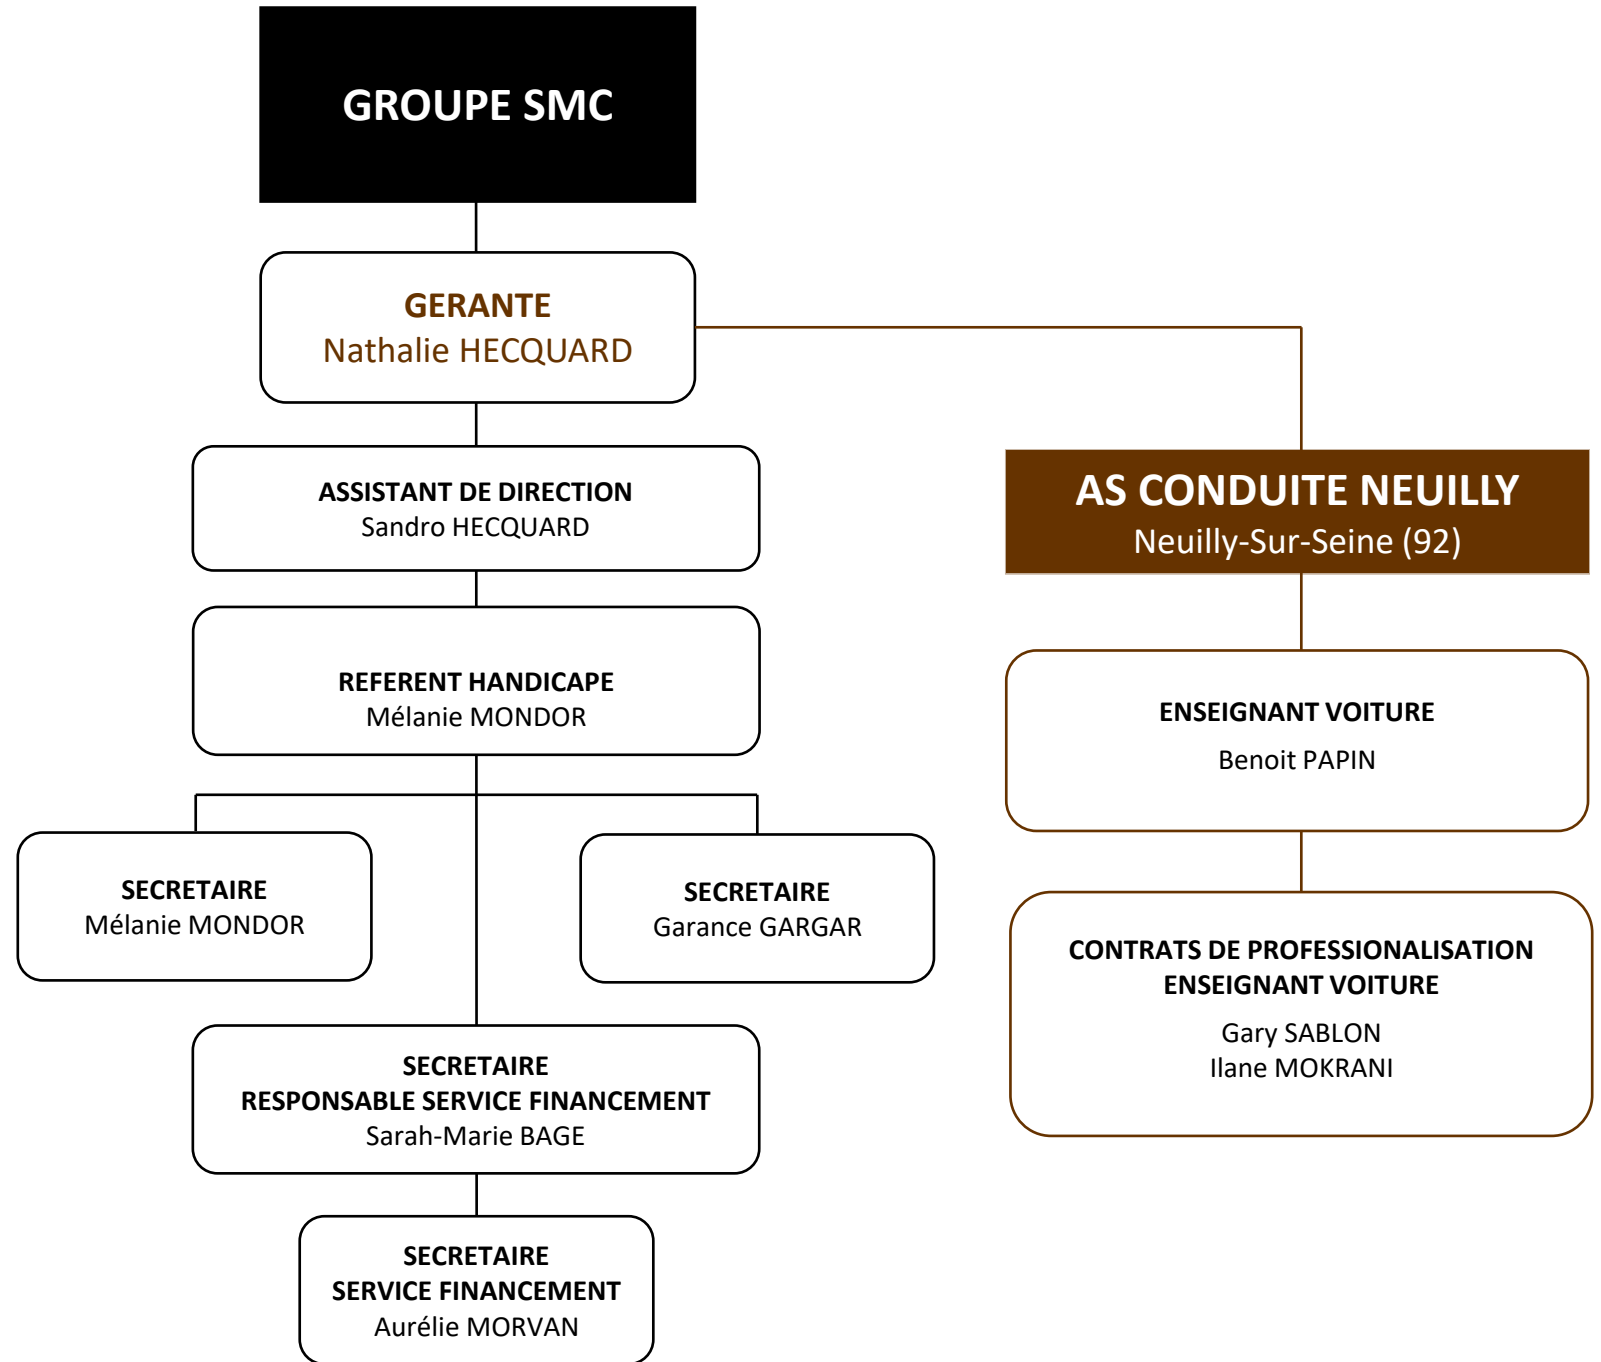 GROUPE SMC
GERANTE
Nathalie HECQUARD
ASSISTANT DE DIRECTION
Sandro HECQUARD
REFERENT HANDICAPE
Mélanie MONDOR
SECRETAIRE
Mélanie MONDOR
SECRETAIRE
Garance GARGAR
SECRETAIRE
RESPONSABLE SERVICE FINANCEMENT
Sarah-Marie BAGE
SECRETAIRE
SERVICE FINANCEMENT
Aurélie MORVAN
AS CONDUITE NEUILLY
Neuilly-Sur-Seine (92)
ENSEIGNANT VOITURE
Benoit PAPIN
CONTRATS DE PROFESSIONALISATION
ENSEIGNANT VOITURE
Gary SABLON
Ilane MOKRANI